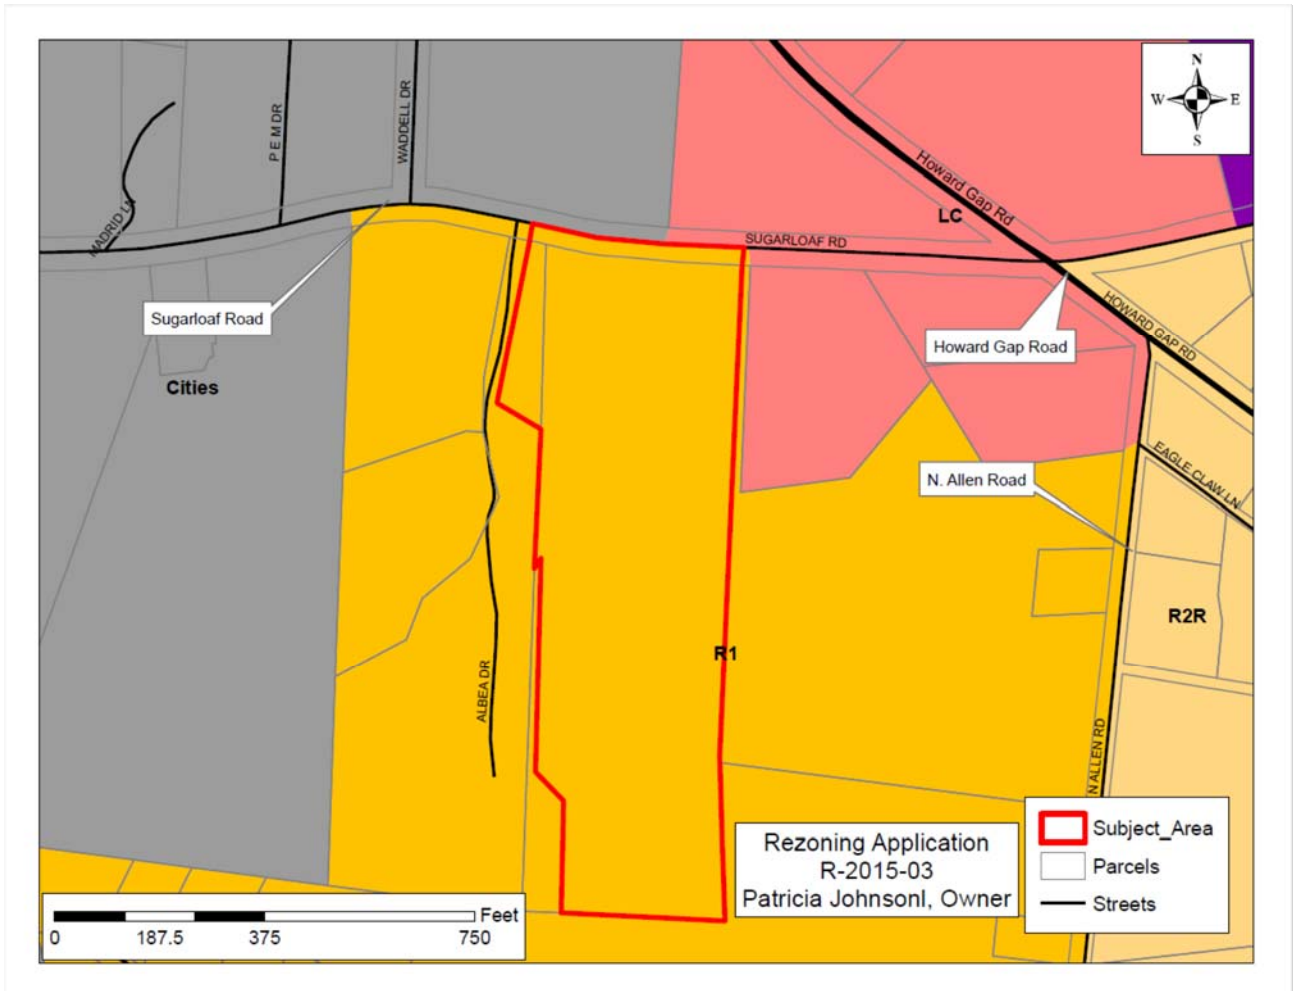 N
W E
S
P E M DR
WADDELL DR
MADRID LN
Howard Gap Rd
LC
SUGARLOAF RD
Sugarloaf Road
HOWARD GAP RD
Howard Gap Road
Cities
EAGLE CLAW LN
N. Allen Road
R2R
R1
ALBEA DR
N ALLEN RD
Rezoning Application
R-2015-03
Patricia Johnsonl, Owner
Subject_Area
Parcels
Streets
Feet
0 187.5 375 750